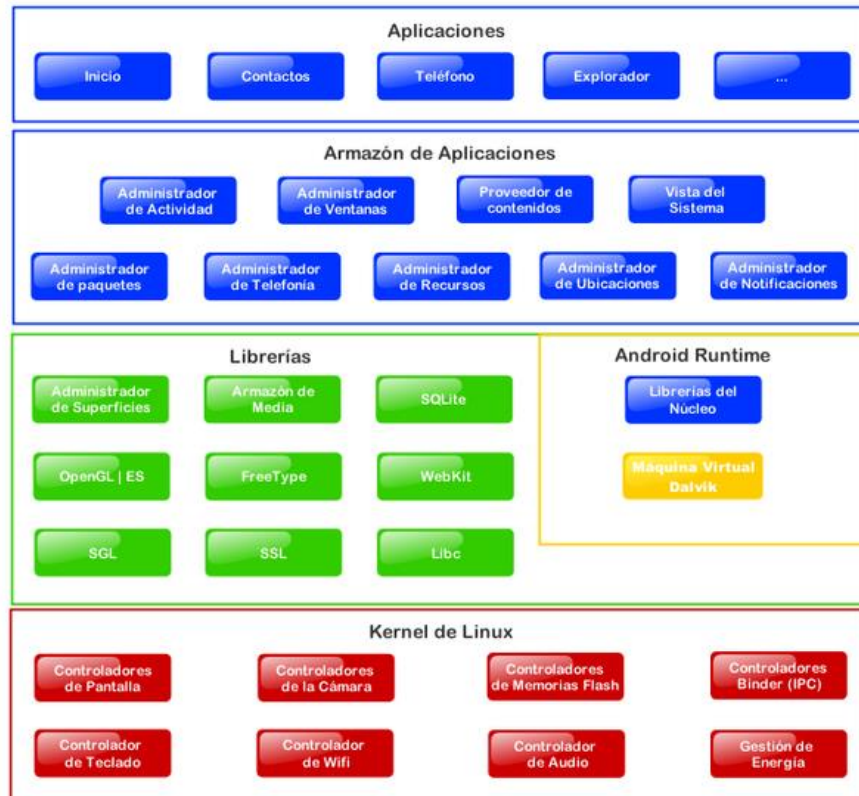 Aplicaciones
Inicio
Contactos
Teléfono
Explorador
...
Armazón de Aplicaciones
Administrador
de Actividad
Administrador
de Ventanas
Proveedor de
contenidos
Vista del
Sistema
Administrador
de paquetes
Administrador
de Telefonía
Administrador
de Recursos
Administrador
de Ubicaciones
Administrador
de Notificaciones
Librerías
Administrador
de Superficies
Armazón de
Media
SQLite
OpenGL | ES
FreeType
WebKit
SGL
SSL
Libc
Android Runtime
Librerías del
Núcleo
Máquina Virtual
Dalvik
Kernel de Linux
Controladores
de Pantalla
Controladores
de la Cámara
Controladores
de Memorias Flash
Controladores
Binder (IPC)
Controlador
de Teclado
Controlador
de Wifi
Controlador
de Audio
Gestión de
Energía